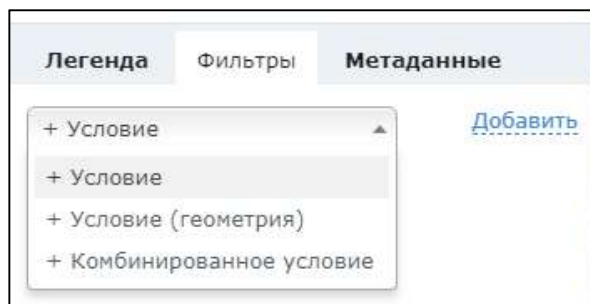 Легенда Фильтры Метаданные
+ Условие Добавить
+ Условие
+ Условие (геометрия)
+ Комбинированное условие